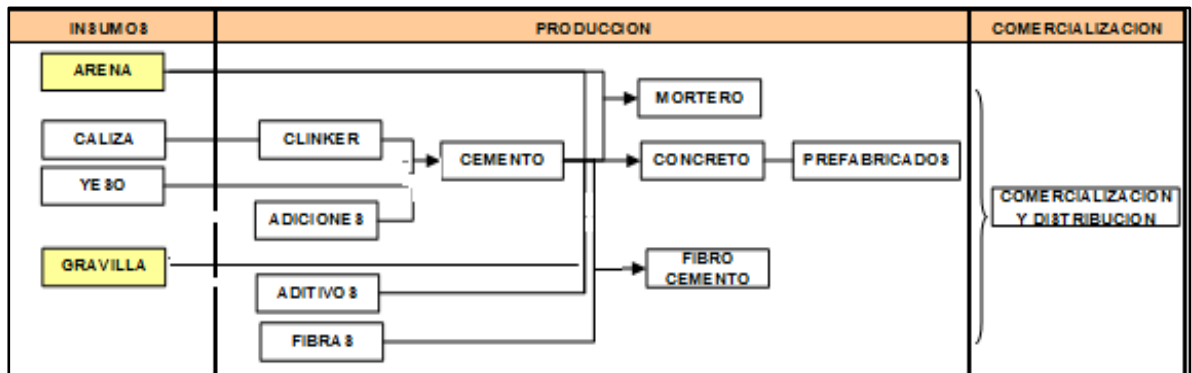 INSUMOS
PRODUCCION
COMERCIALIZACION
ARENA
MORTERO
CALIZA
CLINKER
CEMENTO
CONCRETO
PREFABRICADOS
YESO
COMERCIALIZACION
Y DISTRIBUCION
ADICIONES
GRAVILLA
FIBRO
CEMENTO
ADITIVOS
FIBRAS